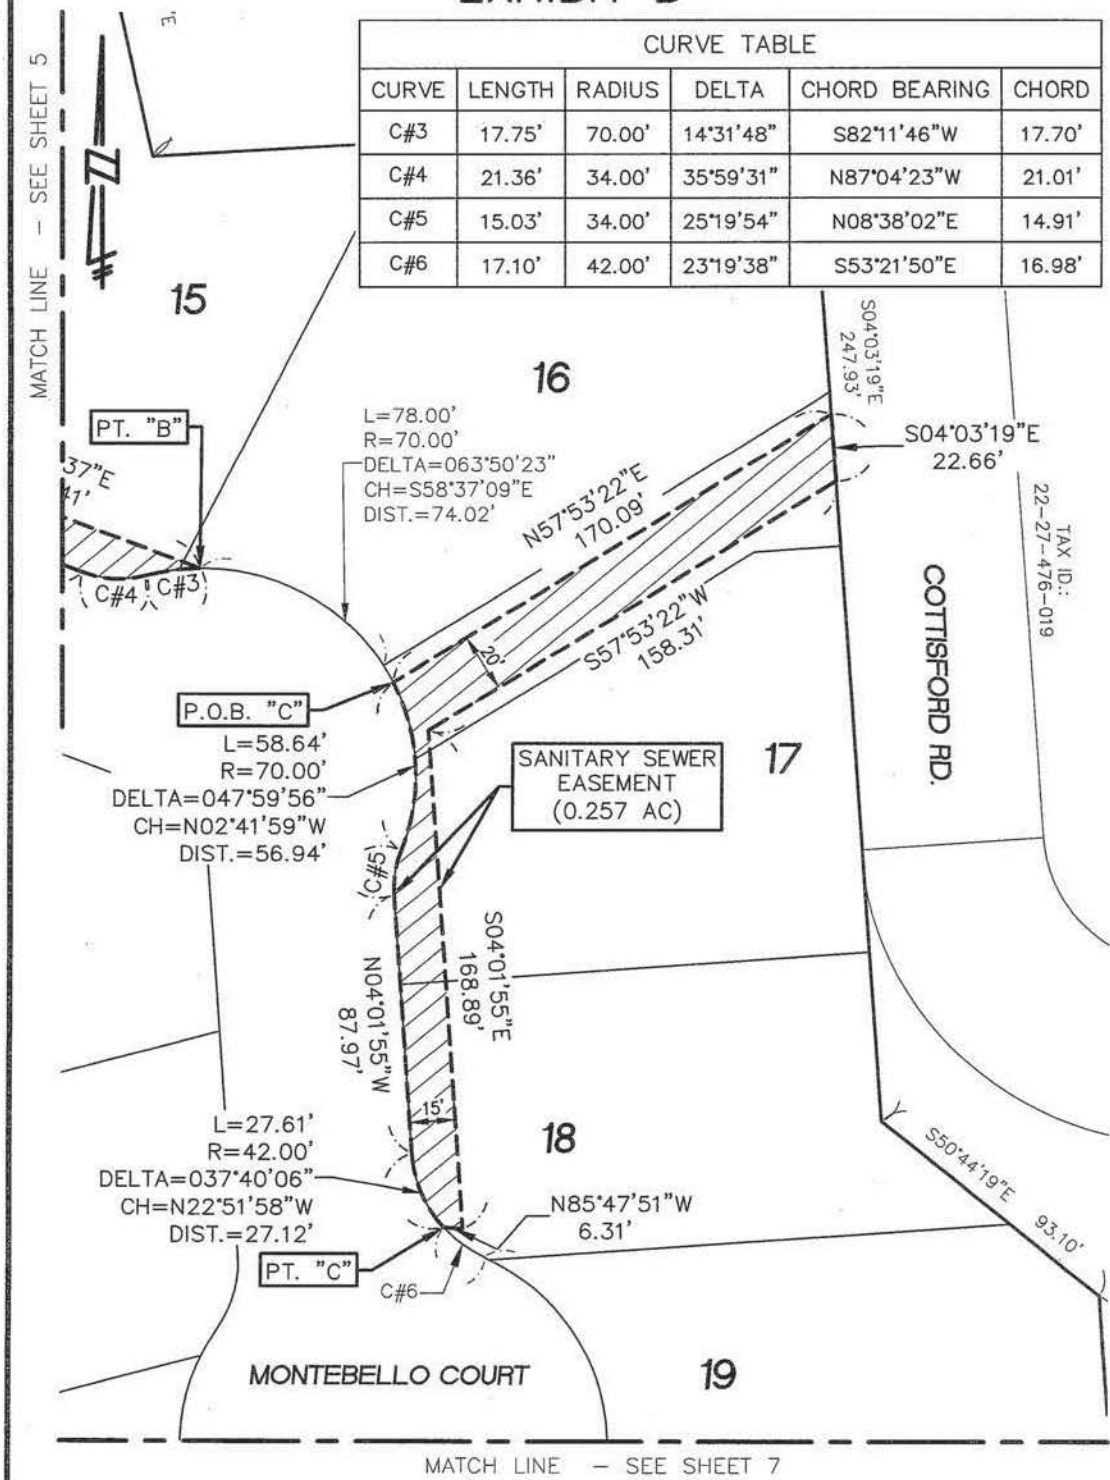 CURVE TABLE
CURVE LENGTH RADIUS DELTA CHORD BEARING CHORD
C#3 17.75' 70.00' 14°31'48" S82°11'46"W 17.70'
C#4 21.36' 34.00' 35°59'31" N87°04'23"W 21.01'
C#5 15.03' 34.00' 25°19'54" N08°38'02"E 14.91'
C#6 17.10' 42.00' 23°19'38" S53°21'50"E 16.98'
MATCH LINE - SEE SHEET 5
15
16
S04°03'19"E
247.93'
L=78.00'
R=70.00'
DELTA=063°50'23"
CH=S58°37'09"E
DIST.=74.02'
PT. "B"
37"E
S04°03'19"E
22.66'
N57°53'22"E
170.09'
TAX ID.:
22-27-476-019
C#4
C#3
COTTISFORD RD.
S57°53'22"W
158.31'
20'
P.O.B. "C"
L=58.64'
R=70.00'
DELTA=047°59'56"
CH=N02°41'59"W
DIST.=56.94'
SANITARY SEWER
EASEMENT
(0.257 AC)
17
C#5
S04°01'55"E
168.89'
N04°01'55"W
87.97'
15'
L=27.61'
R=42.00'
DELTA=037°40'06"
CH=N22°51'58"W
DIST.=27.12'
18
S50°44'19"E
93.10'
N85°47'51"W
6.31'
PT. "C"
C#6
MONTEBELLO COURT
19
MATCH LINE - SEE SHEET 7